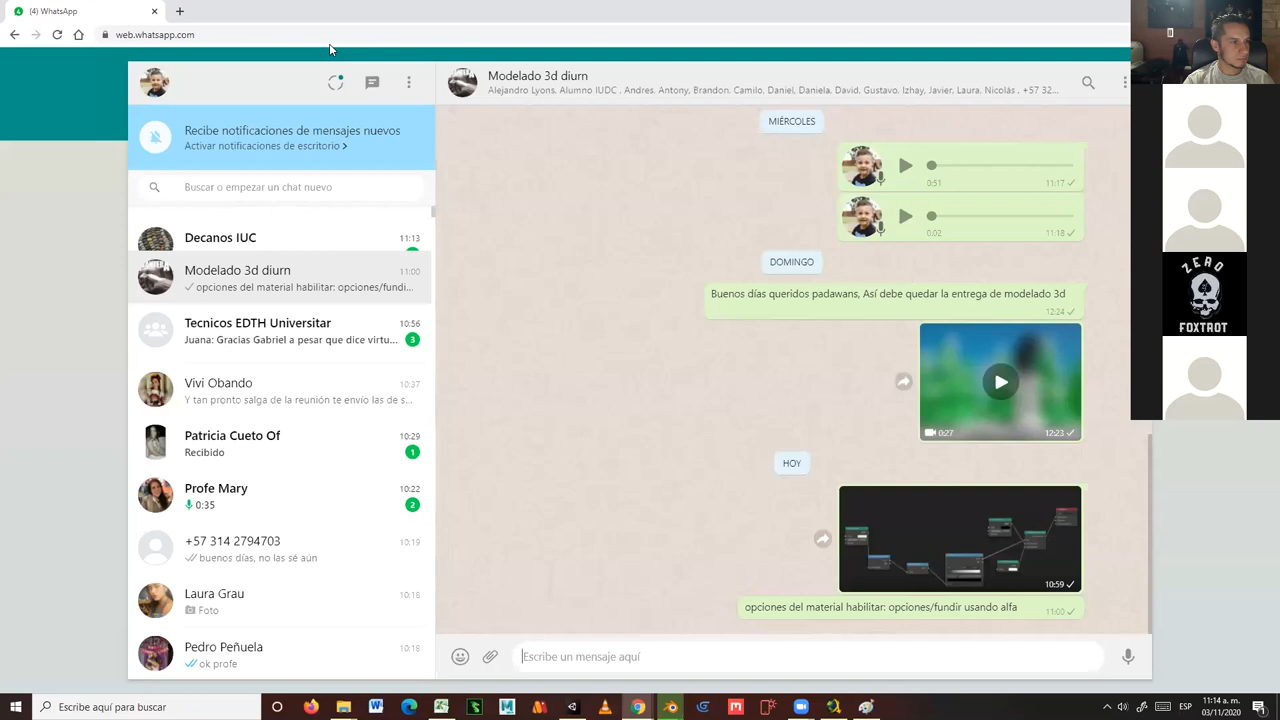 (4) WhatsApp
web.whatsapp.com
Modelado 3d diurn
Alejandro Lyons, Alumno IUDC , Andres, Antony, Brandon, Camilo, Daniel, Daniela, David, Gustavo, Izhay, Javier, Laura, Nicolás , +57 32...
Recibe notificaciones de mensajes nuevos
Activar notificaciones de escritorio >
Buscar o empezar un chat nuevo
Decanos IUC 11:13
Modelado 3d diurn 11:00
opciones del material habilitar: opciones/fundi...
Tecnicos EDTH Universitar 10:56
Juana: Gracias Gabriel a pesar que dice virtu... 3
Vivi Obando 10:37
Y tan pronto salga de la reunión te envío las de s...
Patricia Cueto Of 10:29
Recibido 1
Profe Mary 10:22
0:35 2
+57 314 2794703 10:19
buenos días, no las sé aún
Laura Grau 10:18
Foto
Pedro Peñuela 10:18
ok profe
MIÉRCOLES
0:51 11:17
0:02 11:18
DOMINGO
Buenos días queridos padawans, Así debe quedar la entrega de modelado 3d
12:24
0:27 12:23
HOY
10:59
opciones del material habilitar: opciones/fundir usando alfa 11:00
Escribe un mensaje aquí
ZERO
FOXTROT
Escribe aquí para buscar
ESP
11:14 a. m.
03/11/2020